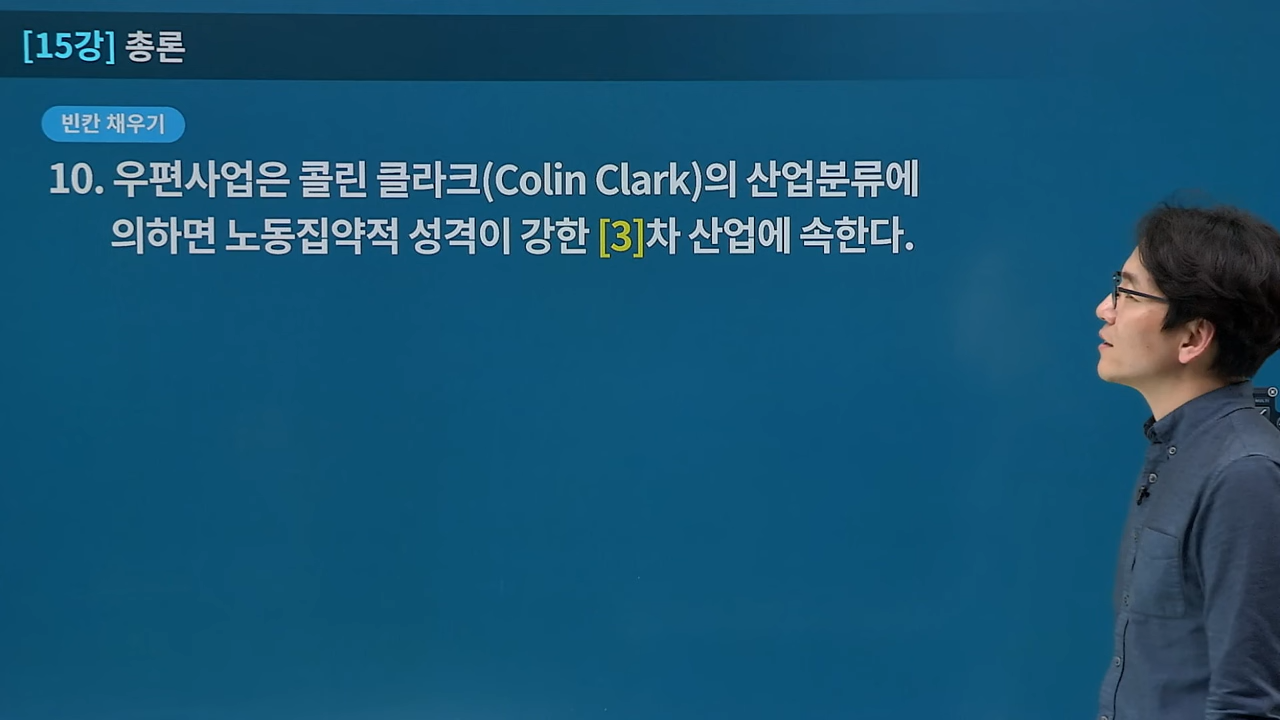 [15강] 총론
빈칸 채우기
10. 우편사업은 콜린 클라크(Colin Clark)의 산업분류에
의하면 노동집약적 성격이 강한 [3]차 산업에 속한다.